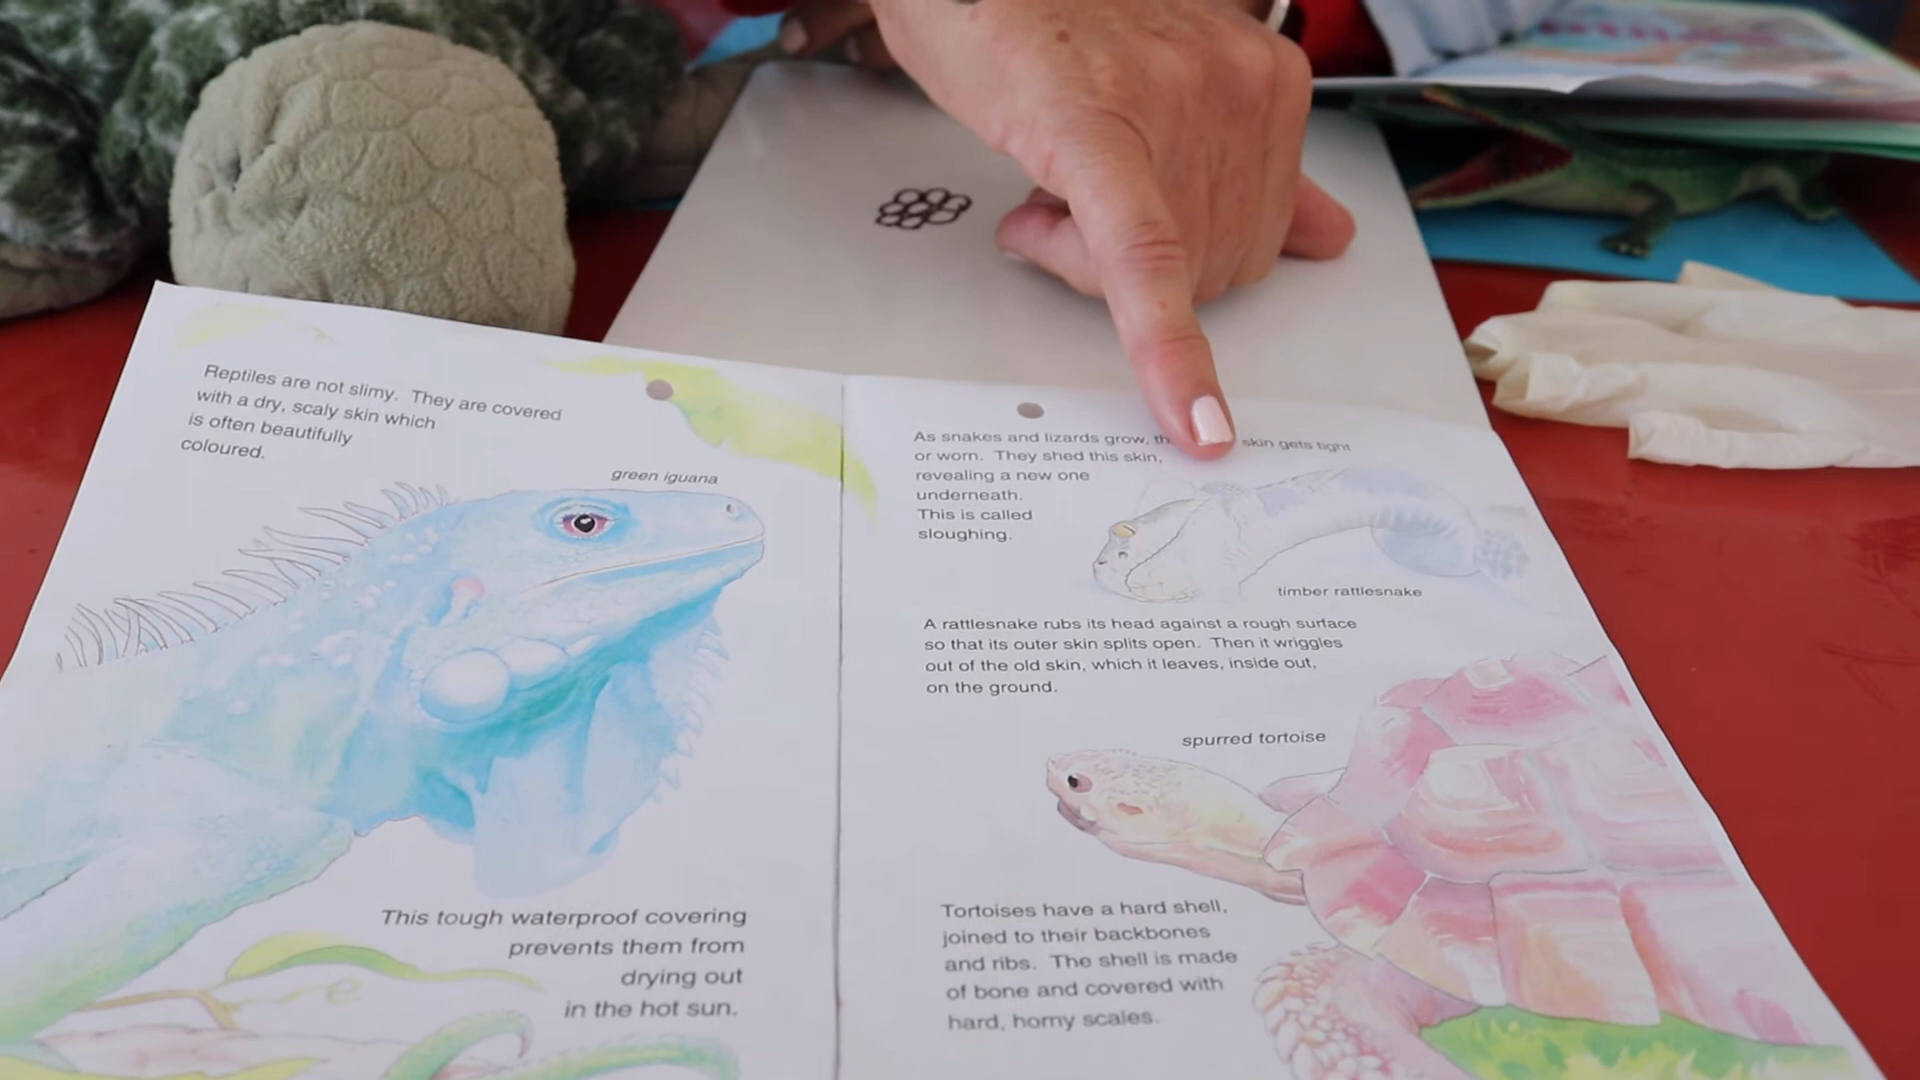 Reptiles are not slimy. They are covered
with a dry, scaly skin which
is often beautifully
coloured.
green iguana
This tough waterproof covering
prevents them from
drying out
in the hot sun.
As snakes and lizards grow, skin gets tight
or worn. They shed this skin,
revealing a new one
underneath.
This is called
sloughing.
timber rattlesnake
A rattlesnake rubs its head against a rough surface
so that its outer skin splits open. Then it wriggles
out of the old skin, which it leaves, inside out,
on the ground.
spurred tortoise
Tortoises have a hard shell,
joined to their backbones
and ribs. The shell is made
of bone and covered with
hard, horny scales.